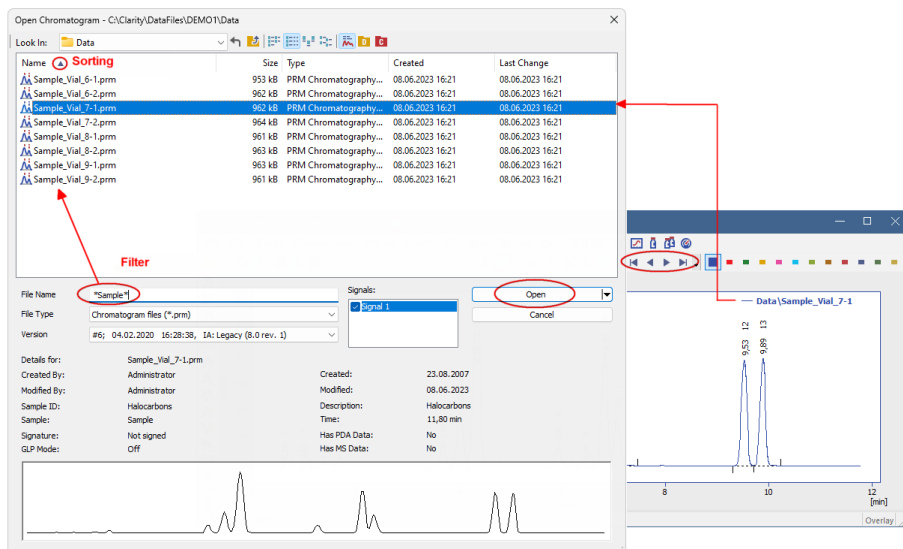 Open Chromatogram - C:\Clarity\DataFiles\DEMO1\Data
Look In: Data
Name Sorting Size Type Created Last Change
Sample_Vial_6-1.prm 953 kB PRM Chromatography... 08.06.2023 16:21 08.06.2023 16:21
Sample_Vial_6-2.prm 962 kB PRM Chromatography... 08.06.2023 16:21 08.06.2023 16:21
Sample_Vial_7-1.prm 962 kB PRM Chromatography... 08.06.2023 16:21 08.06.2023 16:21
Sample_Vial_7-2.prm 964 kB PRM Chromatography... 08.06.2023 16:21 08.06.2023 16:21
Sample_Vial_8-1.prm 961 kB PRM Chromatography... 08.06.2023 16:21 08.06.2023 16:21
Sample_Vial_8-2.prm 963 kB PRM Chromatography... 08.06.2023 16:21 08.06.2023 16:21
Sample_Vial_9-1.prm 963 kB PRM Chromatography... 08.06.2023 16:21 08.06.2023 16:21
Sample_Vial_9-2.prm 961 kB PRM Chromatography... 08.06.2023 16:21 08.06.2023 16:21
Filter
File Name *Sample* Signals: Open
File Type Chromatogram files (*.prm) Signal 1 Cancel
Version #6; 04.02.2020 16:28:38, IA: Legacy (8.0 rev. 1)
Details for: Sample_Vial_7-1.prm
Created By: Administrator Created: 23.08.2007
Modified By: Administrator Modified: 08.06.2023
Sample ID: Halocarbons Description: Halocarbons
Sample: Sample Time: 11,80 min
Signature: Not signed Has PDA Data: No
GLP Mode: Off Has MS Data: No
Data\Sample_Vial_7-1
9,53 12
9,89 13
8 10 12
[min]
Overlay